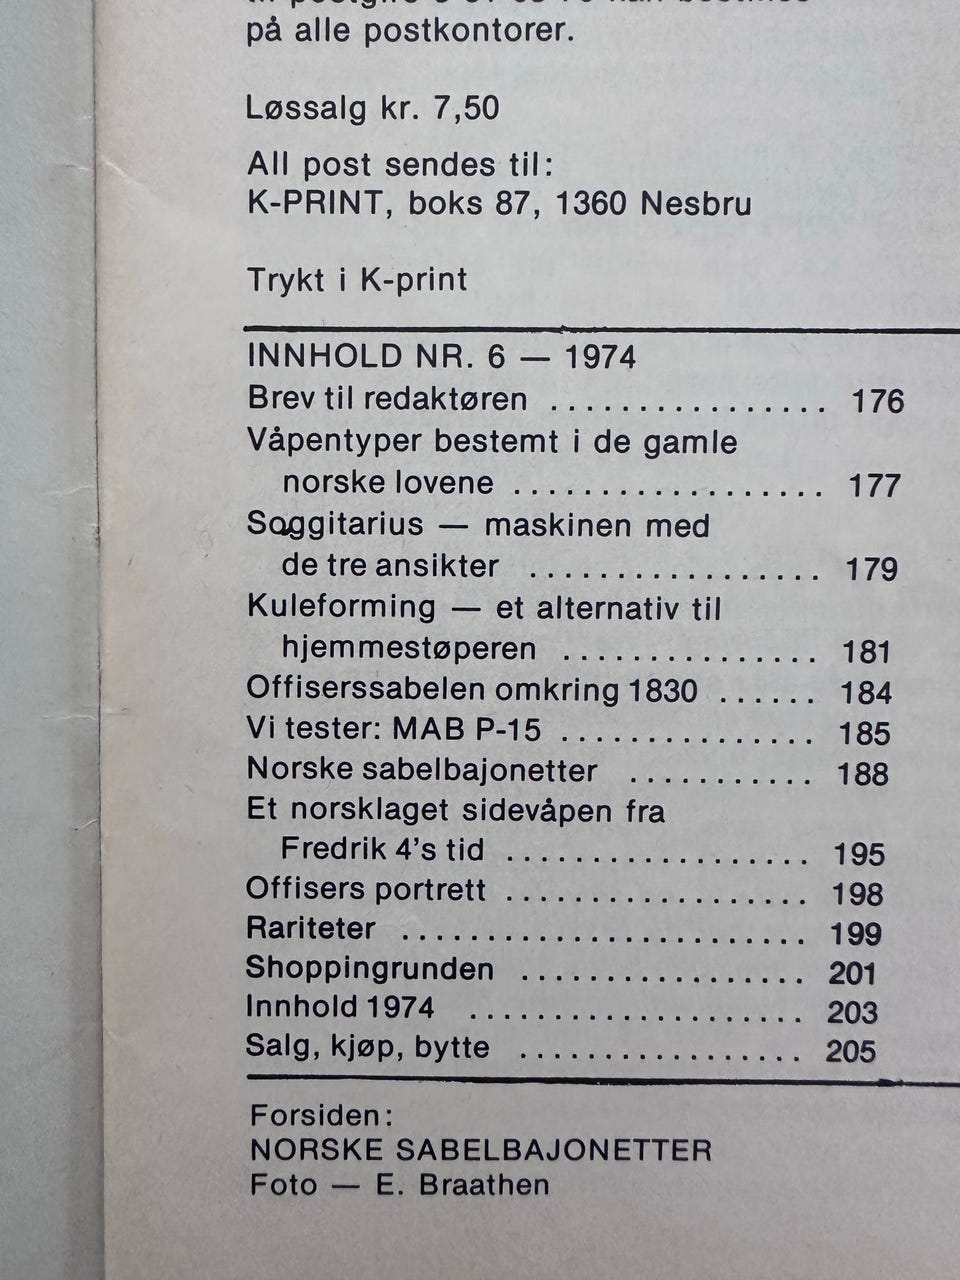 på alle postkontorer.
Løssalg kr. 7,50
All post sendes til:
K-PRINT, boks 87, 1360 Nesbru
Trykt i K-print
INNHOLD NR. 6 — 1974
Brev til redaktøren ................ 176
Våpentyper bestemt i de gamle
norske lovene .................. 177
Soggitarius — maskinen med
de tre ansikter ................. 179
Kuleforming — et alternativ til
hjemmestøperen ............... 181
Offiserssabelen omkring 1830 ...... 184
Vi tester: MAB P-15 ............... 185
Norske sabelbajonetter ........... 188
Et norsklaget sidevåpen fra
Fredrik 4's tid .................. 195
Offisers portrett .................. 198
Rariteter ........................ 199
Shoppingrunden ................. 201
Innhold 1974 .................... 203
Salg, kjøp, bytte ................. 205
Forsiden:
NORSKE SABELBAJONETTER
Foto — E. Braathen